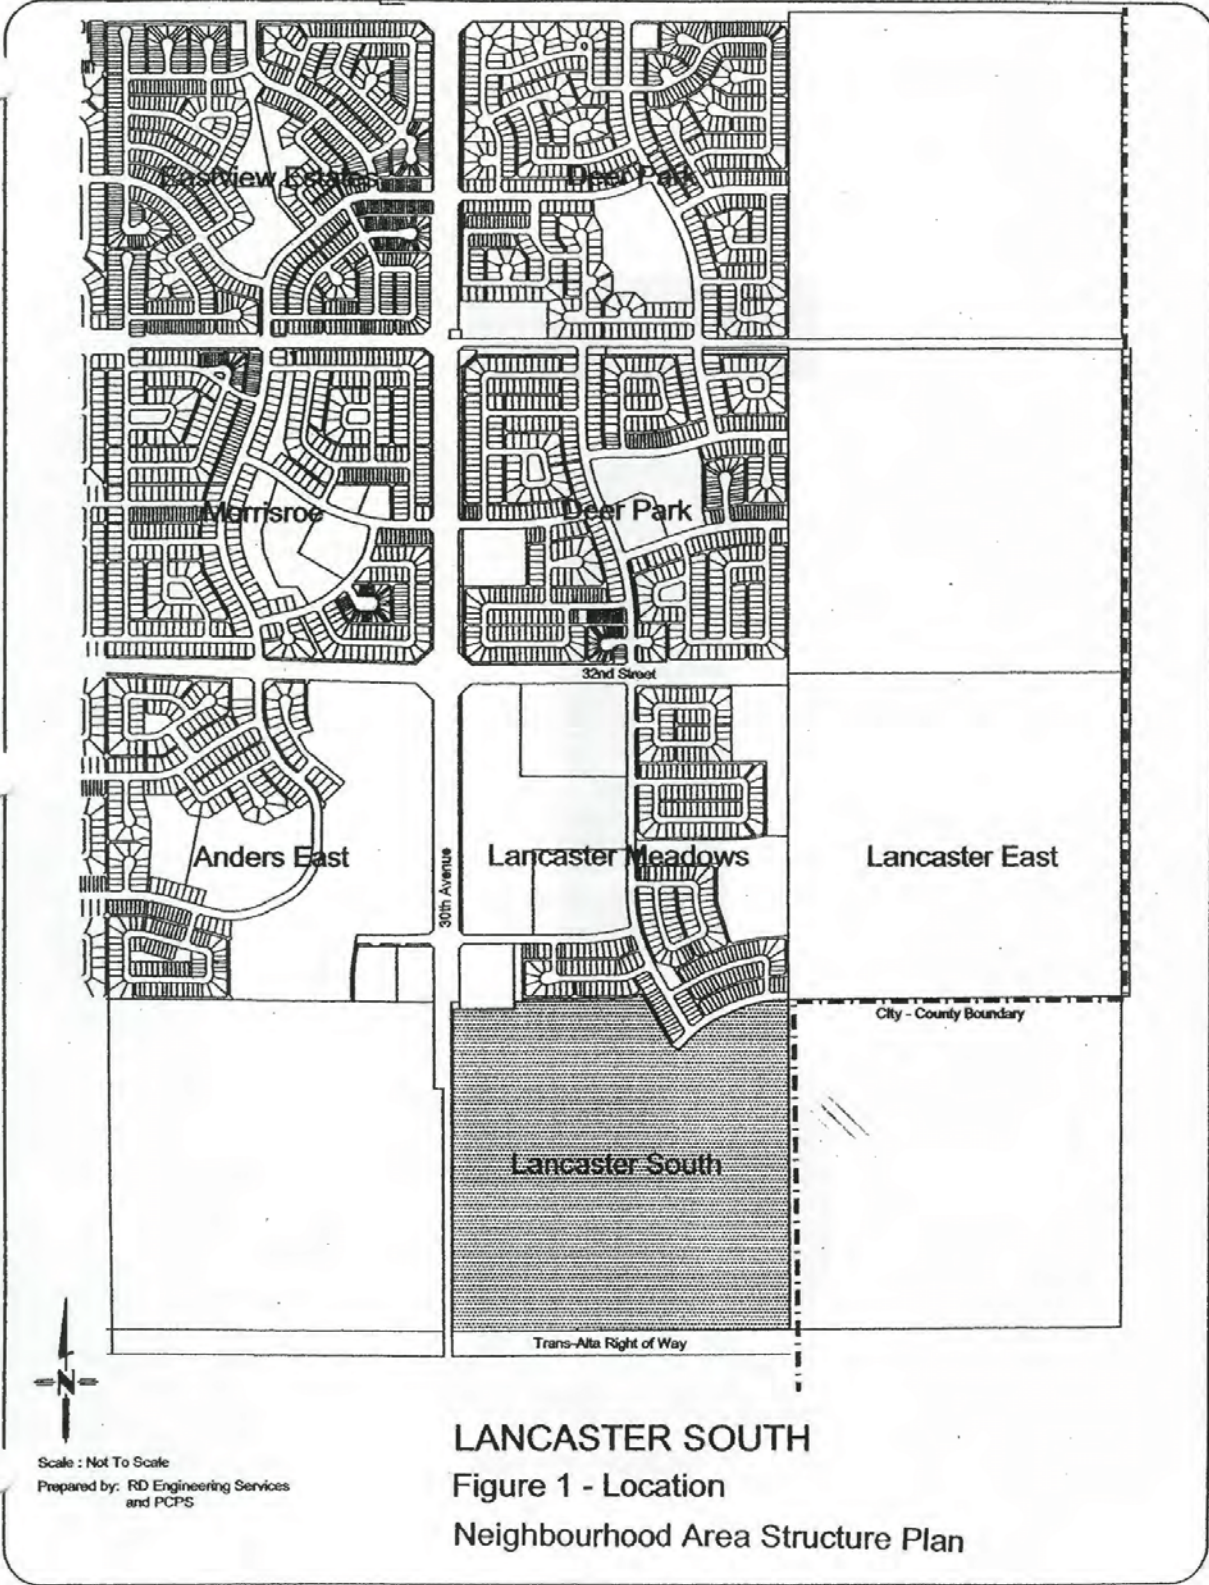 Eastview Estates
Deer Park
Morrisroe
Deer Park
32nd Street
Anders East
30th Avenue
Lancaster Meadows
Lancaster East
City - County Boundary
Lancaster South
Trans-Alta Right of Way
N
Scale : Not To Scale
Prepared by: RD Engineering Services
and PCPS
LANCASTER SOUTH
Figure 1 - Location
Neighbourhood Area Structure Plan